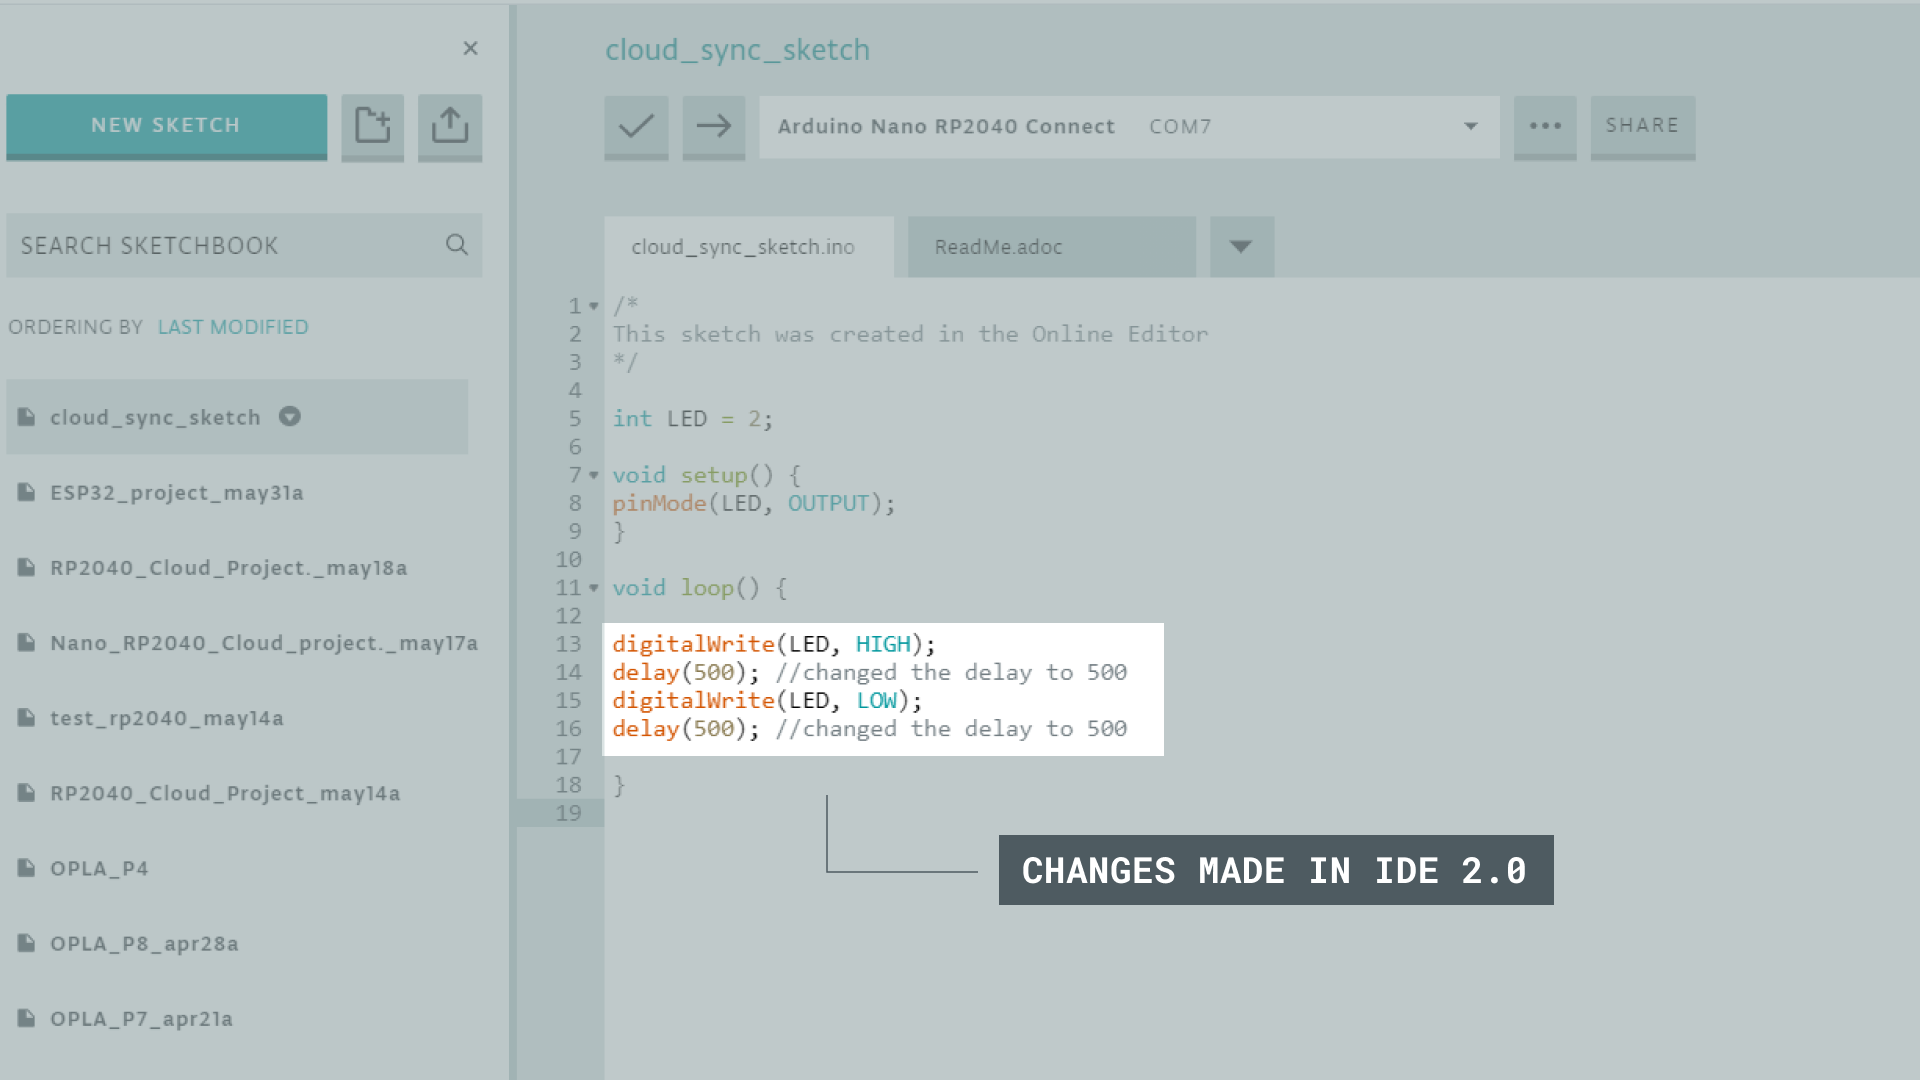 NEW SKETCH
SEARCH SKETCHBOOK
ORDERING BY LAST MODIFIED
cloud_sync_sketch
ESP32_project_may31a
RP2040_Cloud_Project._may18a
Nano_RP2040_Cloud_project._may17a
test_rp2040_may14a
RP2040_Cloud_Project_may14a
OPLA_P4
OPLA_P8_apr28a
OPLA_P7_apr21a
cloud_sync_sketch
Arduino Nano RP2040 Connect COM7
SHARE
cloud_sync_sketch.ino ReadMe.adoc
1 /*
2 This sketch was created in the Online Editor
3 */
4
5 int LED = 2;
6
7 void setup() {
8 pinMode(LED, OUTPUT);
9 }
10
11 void loop() {
12
13 digitalWrite(LED, HIGH);
14 delay(500); //changed the delay to 500
15 digitalWrite(LED, LOW);
16 delay(500); //changed the delay to 500
17
18 }
19
CHANGES MADE IN IDE 2.0